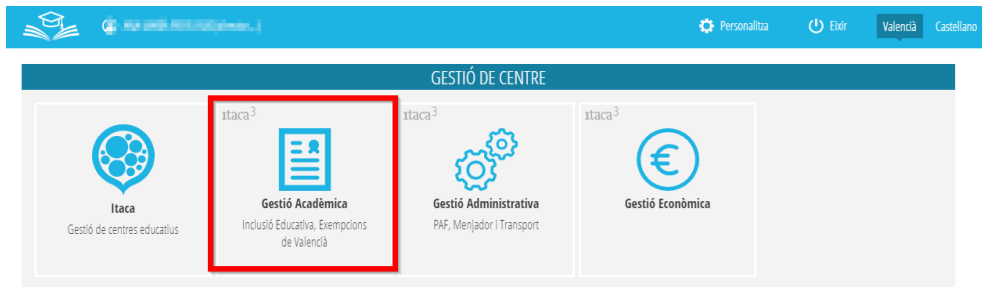 Personalitza
Eixir
Valencià
Castellano
GESTIÓ DE CENTRE
Itaca
Gestió de centres educatius
ıtaca3
Gestió Acadèmica
Inclusió Educativa, Exempcions
de Valencià
ıtaca3
Gestió Administrativa
PAF, Menjador i Transport
ıtaca3
Gestió Econòmica